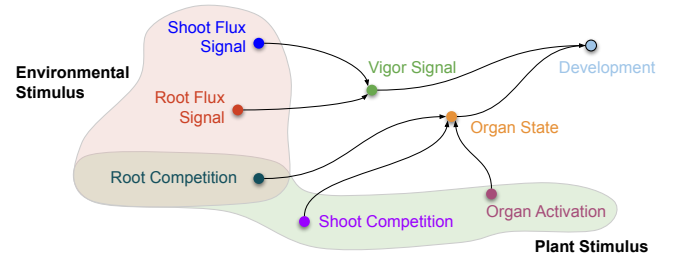 Shoot Flux
Signal
Environmental
Stimulus
Vigor Signal
Development
Root Flux
Signal
Organ State
Root Competition
Shoot Competition
Organ Activation
Plant Stimulus